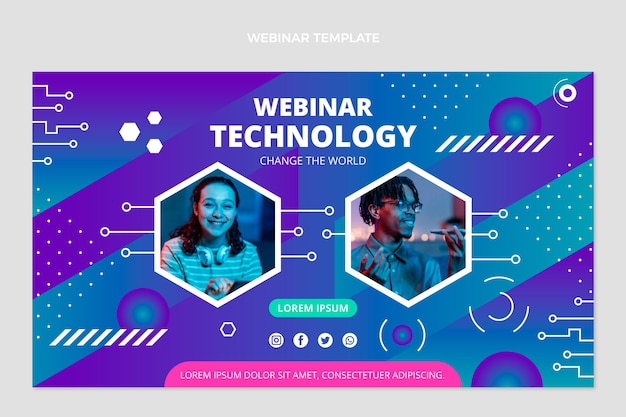 WEBINAR TEMPLATE
WEBINAR
TECHNOLOGY
CHANGE THE WORLD
LOREM IPSUM
LOREM IPSUM DOLOR SIT AMET, CONSECTETUER ADIPISCING.